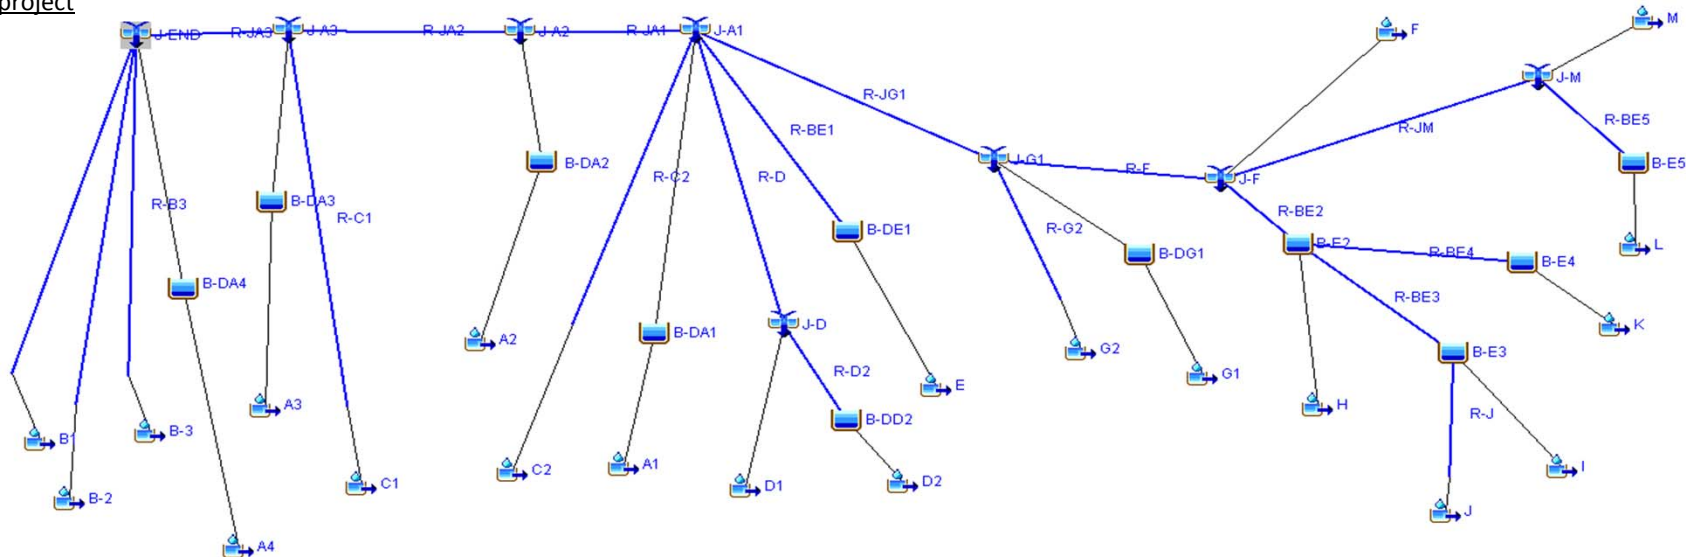 project
J-END
R-JA3
J-A3
R-JA2
J-A2
R-JA1
J-A1
F
M
J-M
R-JG1
R-BE1
R-JM
R-BE5
B-E5
J-G1
R-F
J-F
B-DA2
R-C2
R-D
R-B3
B-DA3
R-C1
R-BE2
B-DE1
R-G2
B-DG1
B-E2
R-BE4
B-E4
L
B-DA4
R-BE3
B-DA1
J-D
K
A2
G2
B-E3
R-D2
E
G1
A3
H
B1
B-3
B-DD2
R-J
C2
A1
I
B-2
C1
D1
D2
J
A4